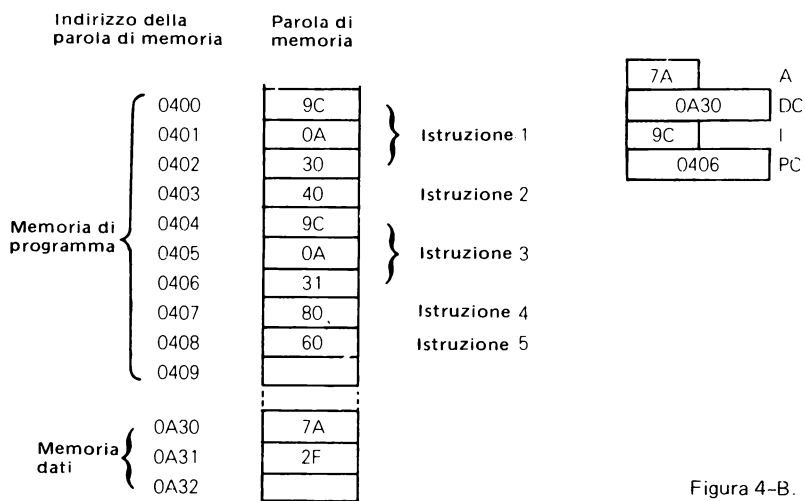 Indirizzo della Parola di
parola di memoria memoria
7A A
0400 9C 0A30 DC
0401 0A Istruzione 1 9C I
0402 30 0406 PC
0403 40 Istruzione 2
0404 9C
Memoria di
programma
0405 0A Istruzione 3
0406 31
0407 80 Istruzione 4
0408 60 Istruzione 5
0409
0A30 7A
Memoria
dati
0A31 2F
0A32
Figura 4-B.